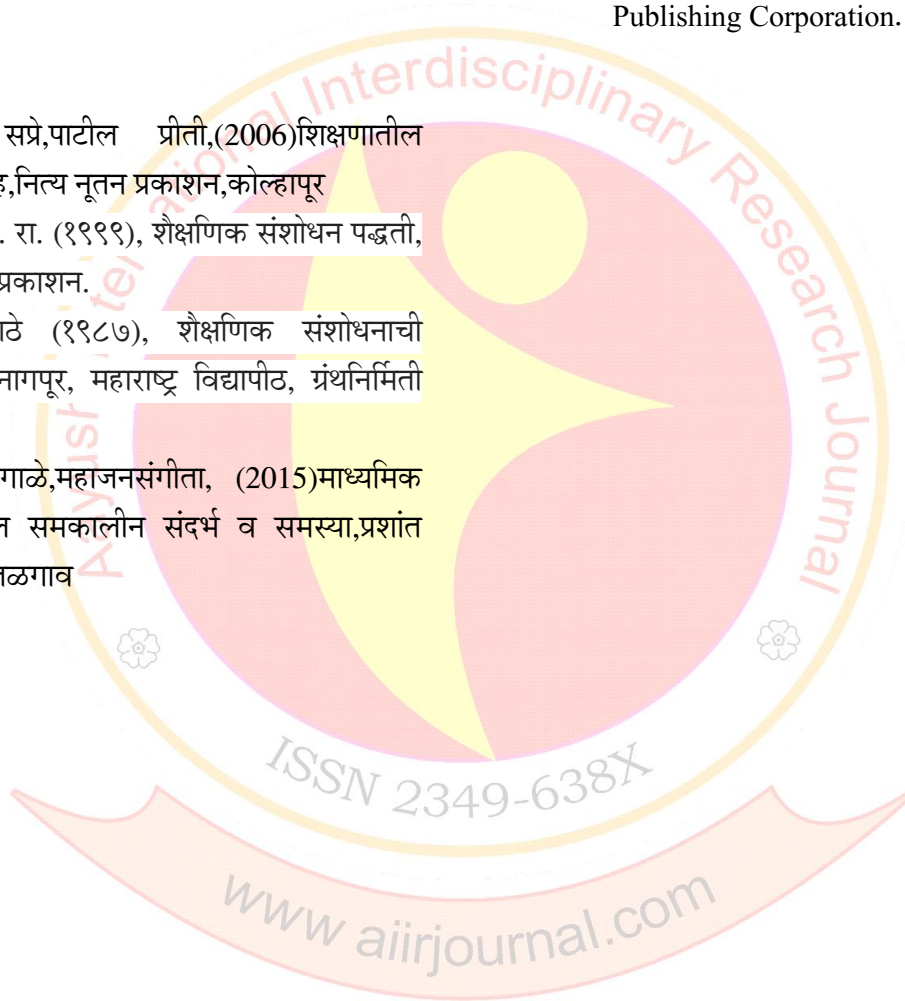 Publishing Corporation.
सप्रे,पाटील प्रीती,(2006)शिक्षणातील
,नित्य नूतन प्रकाशन,कोल्हापूर
. रा. (१९९९), शैक्षणिक संशोधन पद्धती,
प्रकाशन.
(१९८७), शैक्षणिक संशोधनाची
नागपूर, महाराष्ट्र विद्यापीठ, ग्रंथनिर्मिती
गाळे,महाजनसंगीता, (2015)माध्यमिक
समकालीन संदर्भ व समस्या,प्रशांत
ळगाव
Aayushi International Interdisciplinary Research Journal
ISSN 2349-638X
www aiirjournal.com